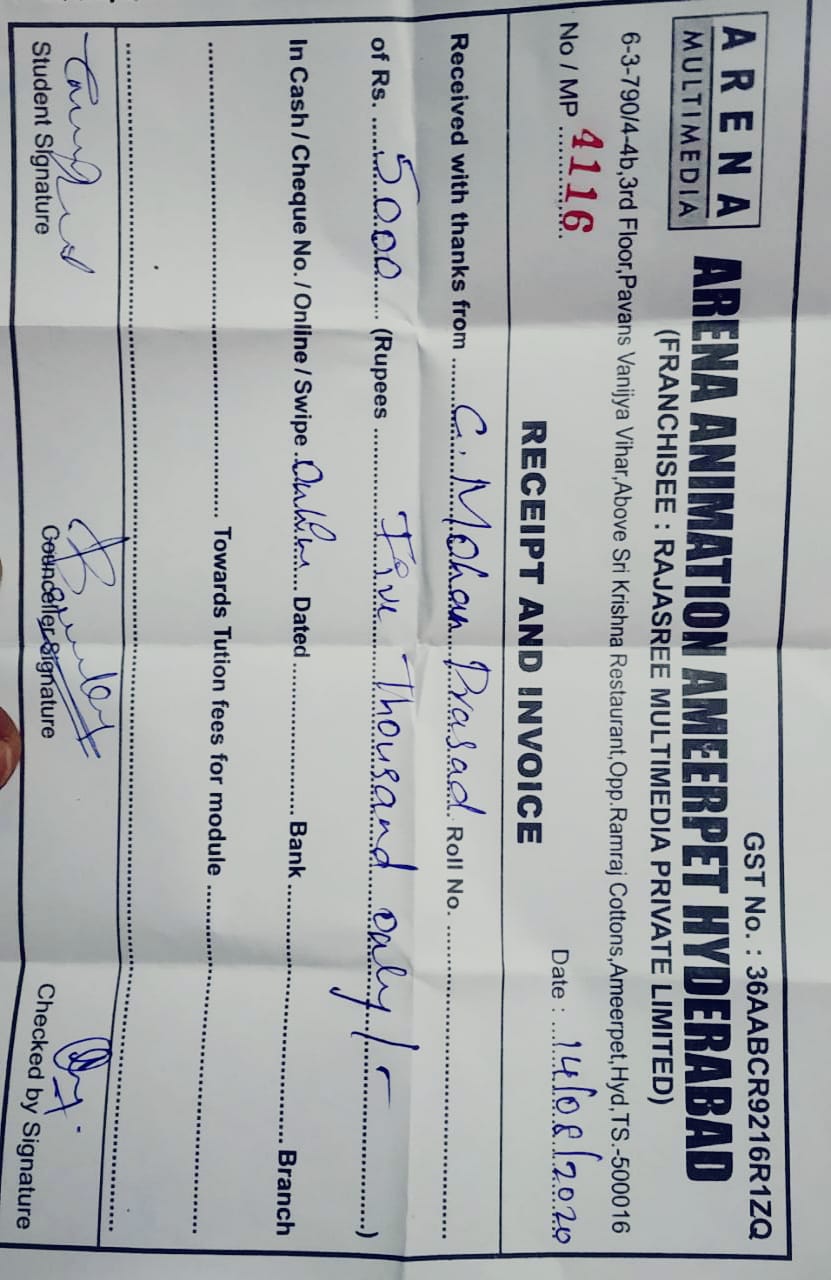 GST No. : 36AABCR9216R1ZQ
ARENA
MULTIMEDIA
ARENA ANIMATION AMEERPET HYDERABAD
(FRANCHISEE : RAJASREE MULTIMEDIA PRIVATE LIMITED)
6-3-790/4-4b,3rd Floor,Pavans Vanijya Vihar,Above Sri Krishna Restaurant,Opp.Ramraj Cottons,Ameerpet,Hyd,TS.-500016
No / MP 4116 Date : 14/08/2020
RECEIPT AND INVOICE
Received with thanks from C. Mohan Prasad Roll No.
of Rs. 5000 (Rupees Five Thousand only/- )
In Cash / Cheque No. / Online / Swipe Online Dated Bank Branch
Towards Tution fees for module
Student Signature Counceller Signature Checked by Signature